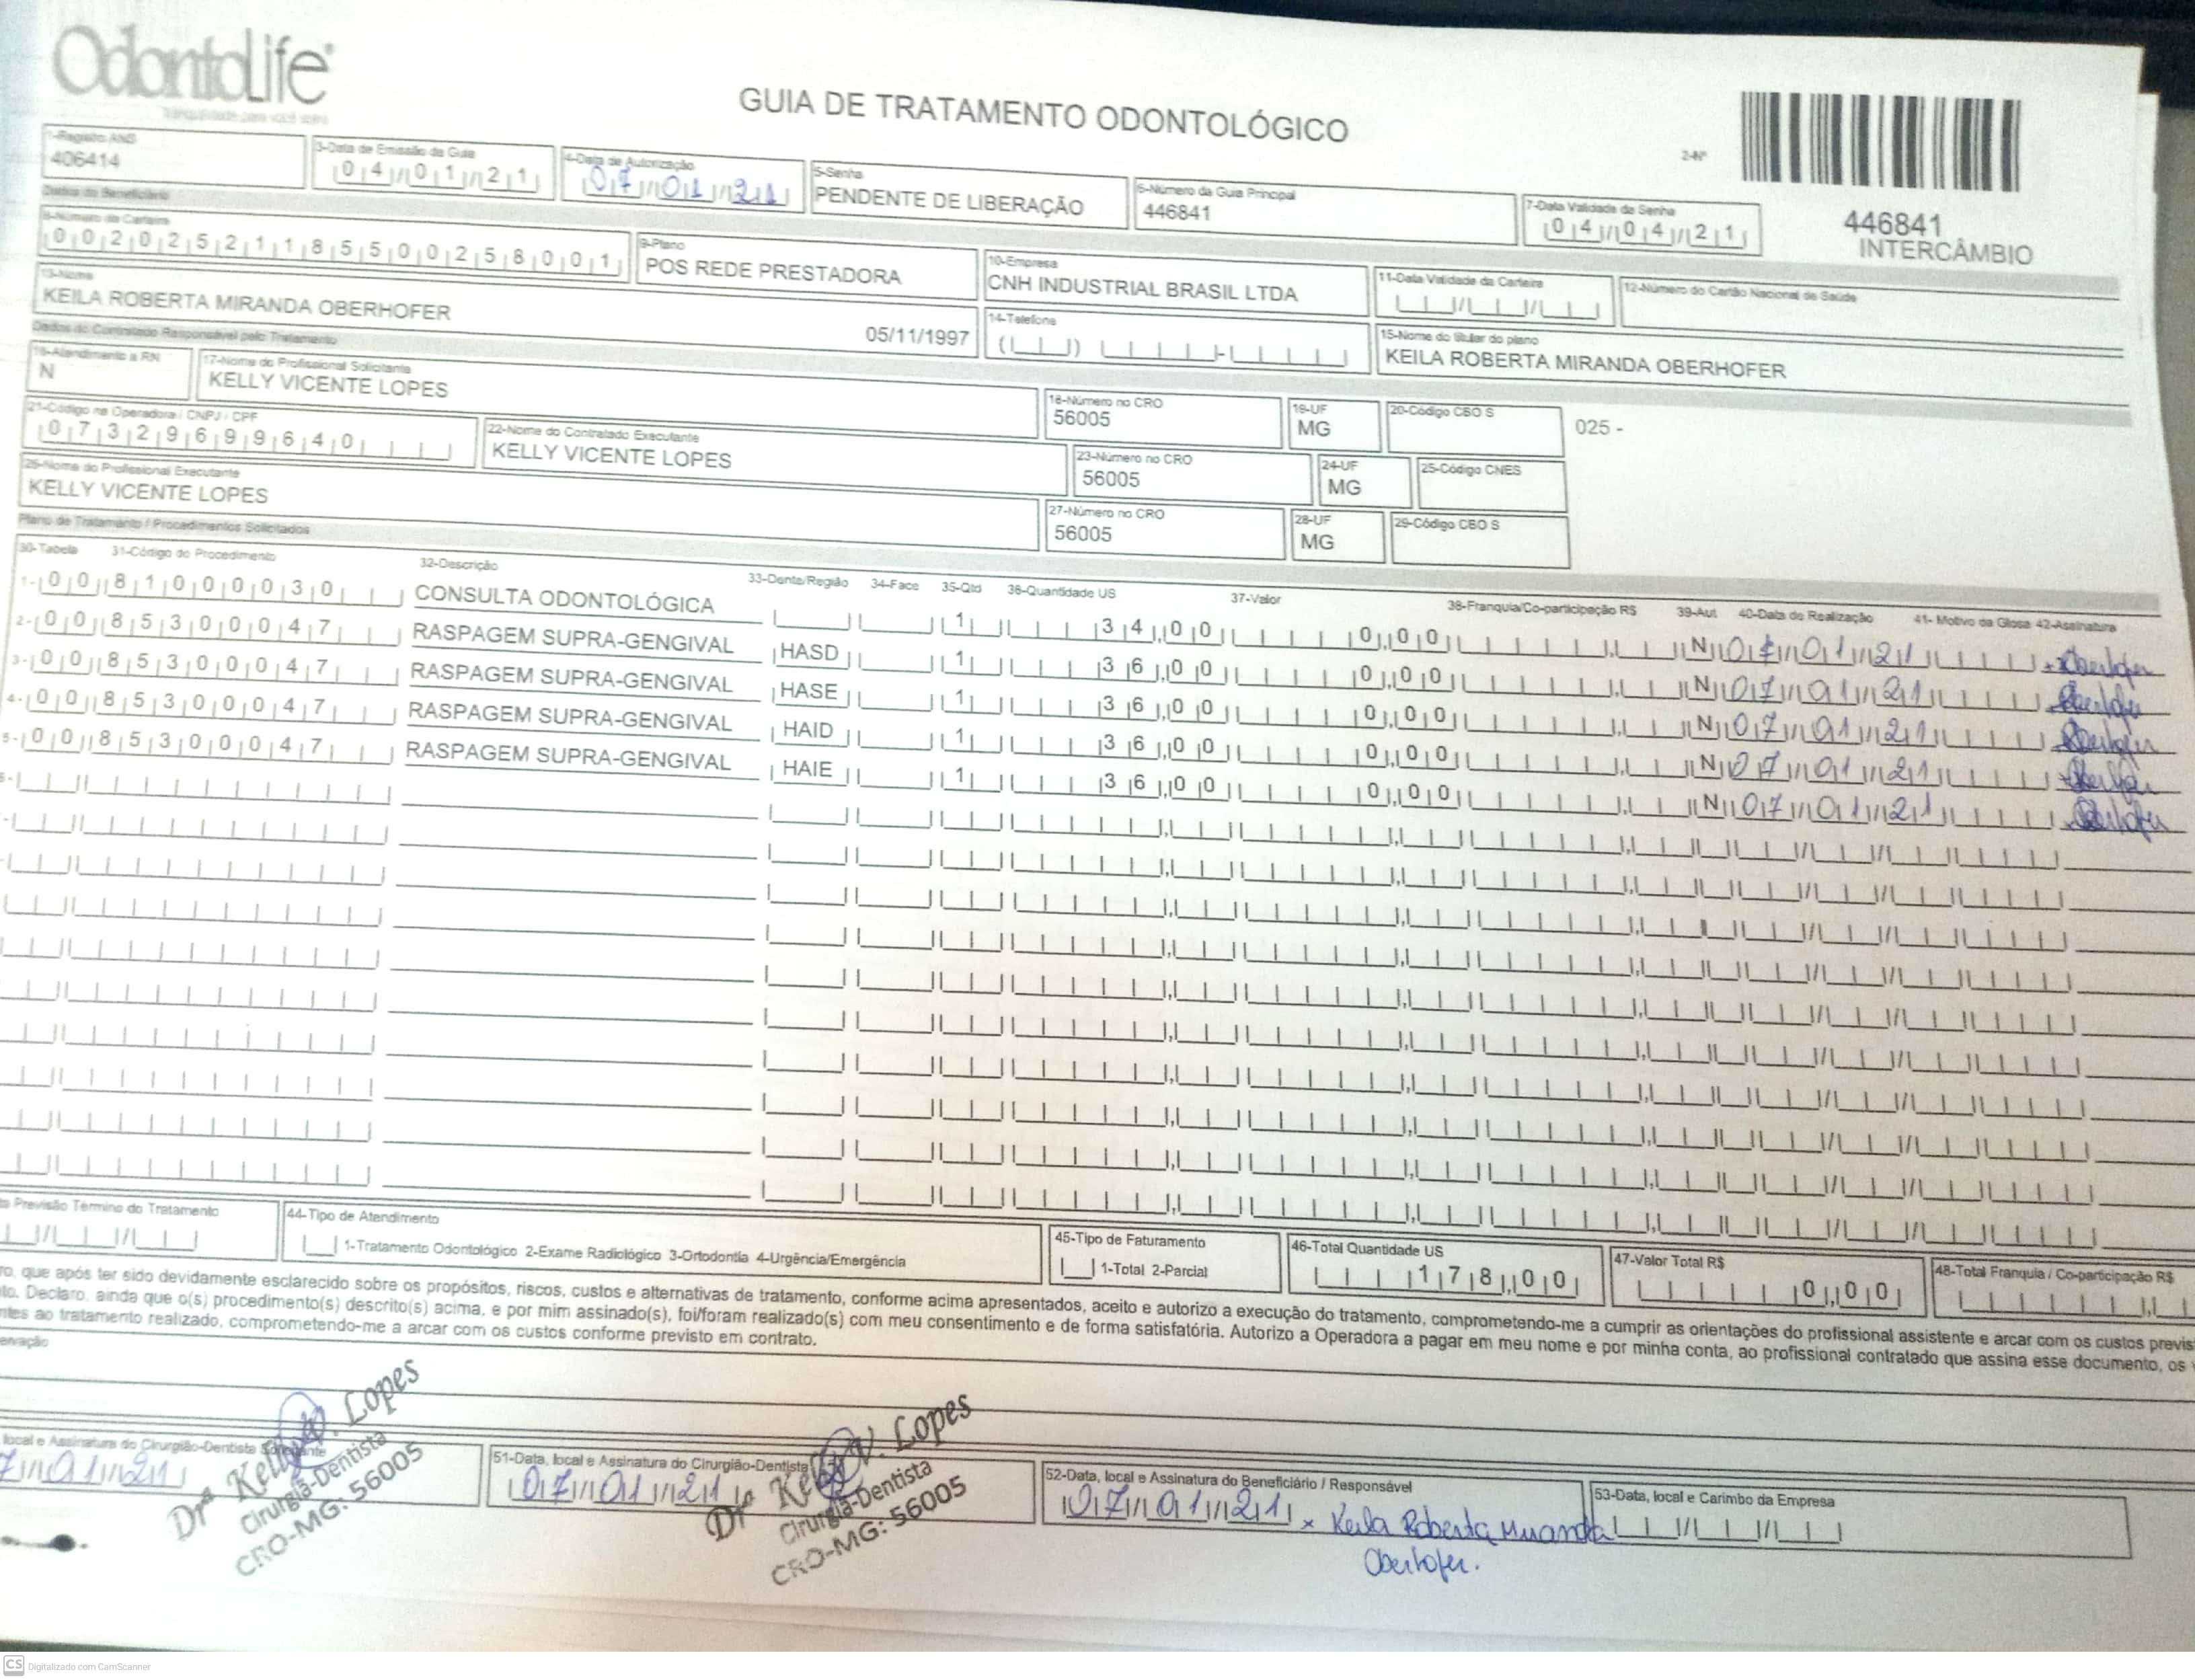 OdontoLife
GUIA DE TRATAMENTO ODONTOLÓGICO
2-Nº
446841
INTERCÂMBIO
1-Registro ANS
406414
3-Data de Emissão da Guia
04/01/21
4-Data de Autorização
07/01/21
5-Senha
PENDENTE DE LIBERAÇÃO
6-Número da Guia Principal
446841
7-Data Validade da Senha
04/04/21
Dados do Beneficiário
8-Número da Carteira
00202521185500258001
9-Plano
POS REDE PRESTADORA
10-Empresa
CNH INDUSTRIAL BRASIL LTDA
11-Data Validade da Carteira
12-Número do Cartão Nacional de Saúde
13-Nome
KEILA ROBERTA MIRANDA OBERHOFER
05/11/1997
14-Telefone
15-Nome do titular do plano
KEILA ROBERTA MIRANDA OBERHOFER
Dados do Contratado Responsável pelo Tratamento
16-Atendimento a RN
N
17-Nome do Profissional Solicitante
KELLY VICENTE LOPES
18-Número no CRO
56005
19-UF
MG
20-Código CBO S
025 -
21-Código na Operadora / CNPJ / CPF
07329699640
22-Nome do Contratado Executante
KELLY VICENTE LOPES
23-Número no CRO
56005
24-UF
MG
25-Código CNES
26-Nome do Profissional Executante
KELLY VICENTE LOPES
27-Número no CRO
56005
28-UF
MG
29-Código CBO S
Plano de Tratamento / Procedimentos Solicitados
30-Tabela 31-Código do Procedimento 32-Descrição 33-Dente/Região 34-Face 35-Qtd 36-Quantidade US 37-Valor 38-Franquia/Co-participação R$ 39-Aut 40-Data de Realização 41- Motivo da Glosa 42-Assinatura
1- 00 81000030 CONSULTA ODONTOLÓGICA 1 34,00 0,00 N 07/01/21 Oberhofer
2- 00 85300047 RASPAGEM SUPRA-GENGIVAL HASD 1 36,00 0,00 N 07/01/21 Oberhofer
3- 00 85300047 RASPAGEM SUPRA-GENGIVAL HASE 1 36,00 0,00 N 07/01/21 Oberhofer
4- 00 85300047 RASPAGEM SUPRA-GENGIVAL HAID 1 36,00 0,00 N 07/01/21 Oberhofer
5- 00 85300047 RASPAGEM SUPRA-GENGIVAL HAIE 1 36,00 0,00 N 07/01/21 Oberhofer
Previsão Término do Tratamento
44-Tipo de Atendimento
1-Tratamento Odontológico 2-Exame Radiológico 3-Ortodontia 4-Urgência/Emergência
45-Tipo de Faturamento
1-Total 2-Parcial
46-Total Quantidade US
178,00
47-Valor Total R$
0,00
48-Total Franquia / Co-participação R$
que após ter sido devidamente esclarecido sobre os propósitos, riscos, custos e alternativas de tratamento, conforme acima apresentados, aceito e autorizo a execução do tratamento, comprometendo-me a cumprir as orientações do profissional assistente e arcar com os custos previs
Declaro, ainda que o(s) procedimento(s) descrito(s) acima, e por mim assinado(s), foi/foram realizado(s) com meu consentimento e de forma satisfatória. Autorizo a Operadora a pagar em meu nome e por minha conta, ao profissional contratado que assina esse documento, os
ao tratamento realizado, comprometendo-me a arcar com os custos conforme previsto em contrato.
local e Assinatura do Cirurgião-Dentista Solicitante
7/01/21
Drª Kelly V. Lopes
Cirurgiã-Dentista
CRO-MG: 56005
51-Data, local e Assinatura do Cirurgião-Dentista
07/01/21
Drª Kelly V. Lopes
Cirurgiã-Dentista
CRO-MG: 56005
52-Data, local e Assinatura do Beneficiário / Responsável
07/01/21 x Keila Roberta Miranda
Oberhofer.
53-Data, local e Carimbo da Empresa
CS Digitalizado com CamScanner